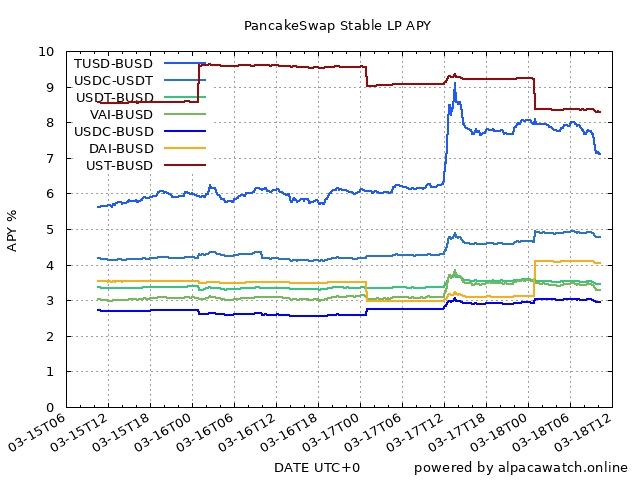 PancakeSwap Stable LP APY
APY %
10
9
8
7
6
5
4
3
2
1
0
TUSD-BUSD
USDC-USDT
USDT-BUSD
VAI-BUSD
USDC-BUSD
DAI-BUSD
UST-BUSD
03-15T06
03-15T12
03-15T18
03-16T00
03-16T06
03-16T12
03-16T18
03-17T00
03-17T06
03-17T12
03-17T18
03-18T00
03-18T06
03-18T12
DATE UTC+0
powered by alpacawatch.online